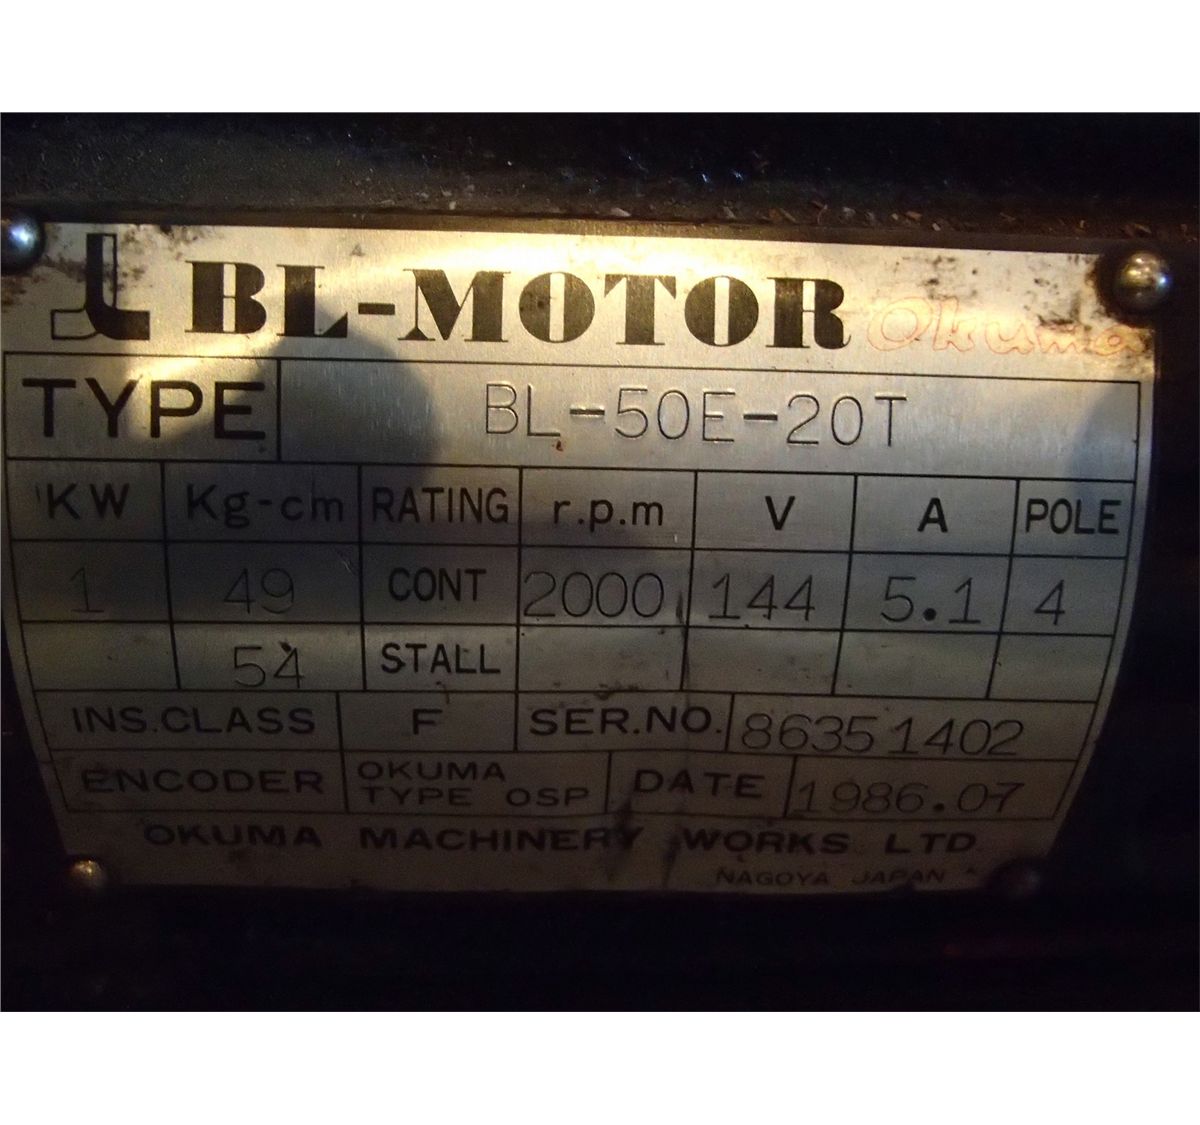 BL-MOTOR Okuma
TYPE BL-50E-20T
KW Kg-cm RATING r.p.m V A POLE
1 49 CONT 2000 144 5.1 4
54 STALL
INS.CLASS F SER.NO. 86351402
ENCODER OKUMA TYPE OSP DATE 1986.07
OKUMA MACHINERY WORKS LTD
NAGOYA JAPAN